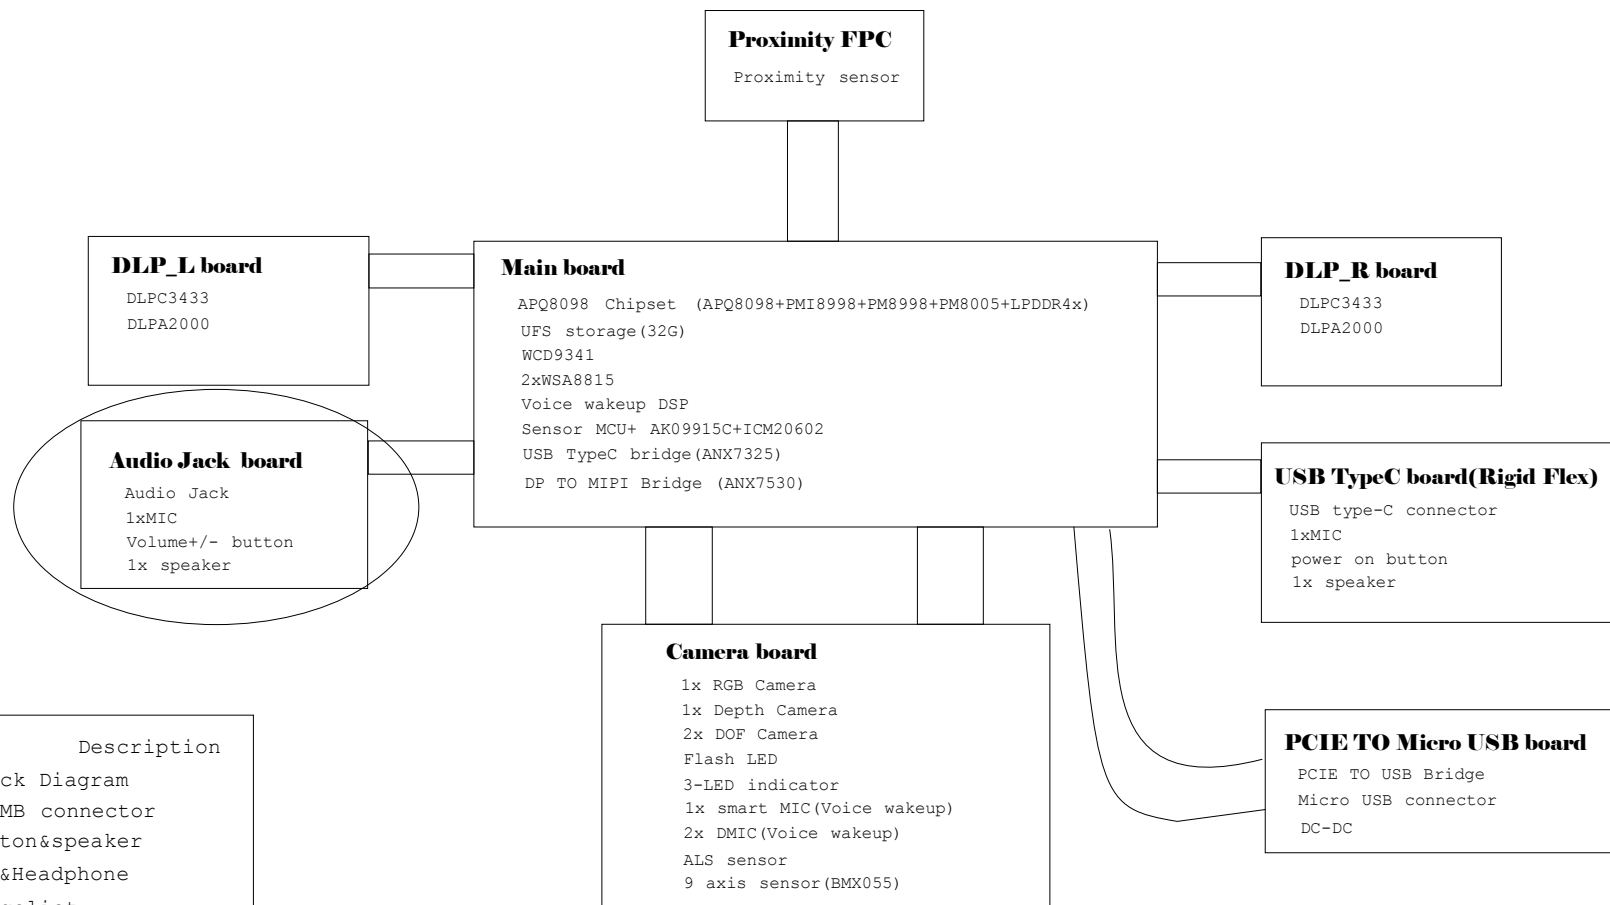 Proximity FPC
Proximity sensor
DLP_L board
DLPC3433
DLPA2000
Main board
APQ8098 Chipset (APQ8098+PMI8998+PM8998+PM8005+LPDDR4x)
UFS storage(32G)
WCD9341
2xWSA8815
Voice wakeup DSP
Sensor MCU+ AK09915C+ICM20602
USB TypeC bridge(ANX7325)
DP TO MIPI Bridge (ANX7530)
DLP_R board
DLPC3433
DLPA2000
Audio Jack board
Audio Jack
1xMIC
Volume+/- button
1x speaker
USB TypeC board(Rigid Flex)
USB type-C connector
1xMIC
power on button
1x speaker
Camera board
1x RGB Camera
1x Depth Camera
2x DOF Camera
Flash LED
3-LED indicator
1x smart MIC(Voice wakeup)
2x DMIC(Voice wakeup)
ALS sensor
9 axis sensor(BMX055)
PCIE TO Micro USB board
PCIE TO USB Bridge
Micro USB connector
DC-DC
Description
ck Diagram
MB connector
ton&speaker
&Headphone